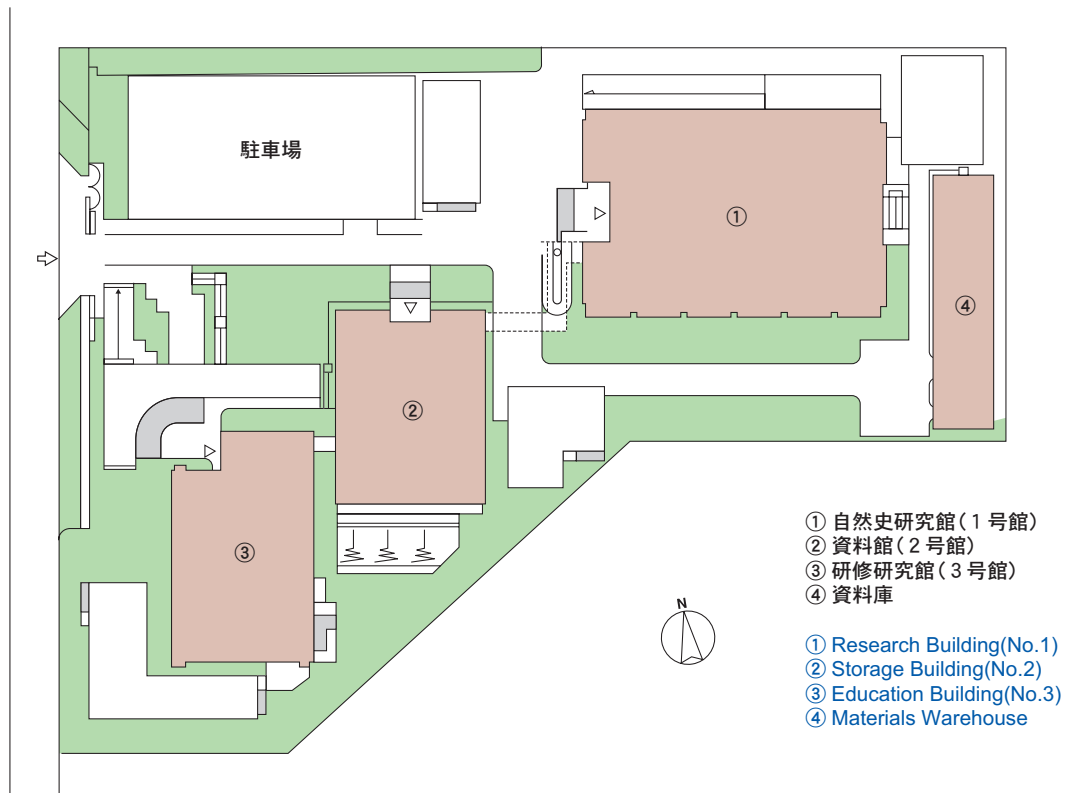 駐車場
①
④
②
③
① 自然史研究館(１号館)
② 資料館(２号館)
③ 研修研究館(３号館)
④ 資料庫
N
① Research Building(No.1)
② Storage Building(No.2)
③ Education Building(No.3)
④ Materials Warehouse